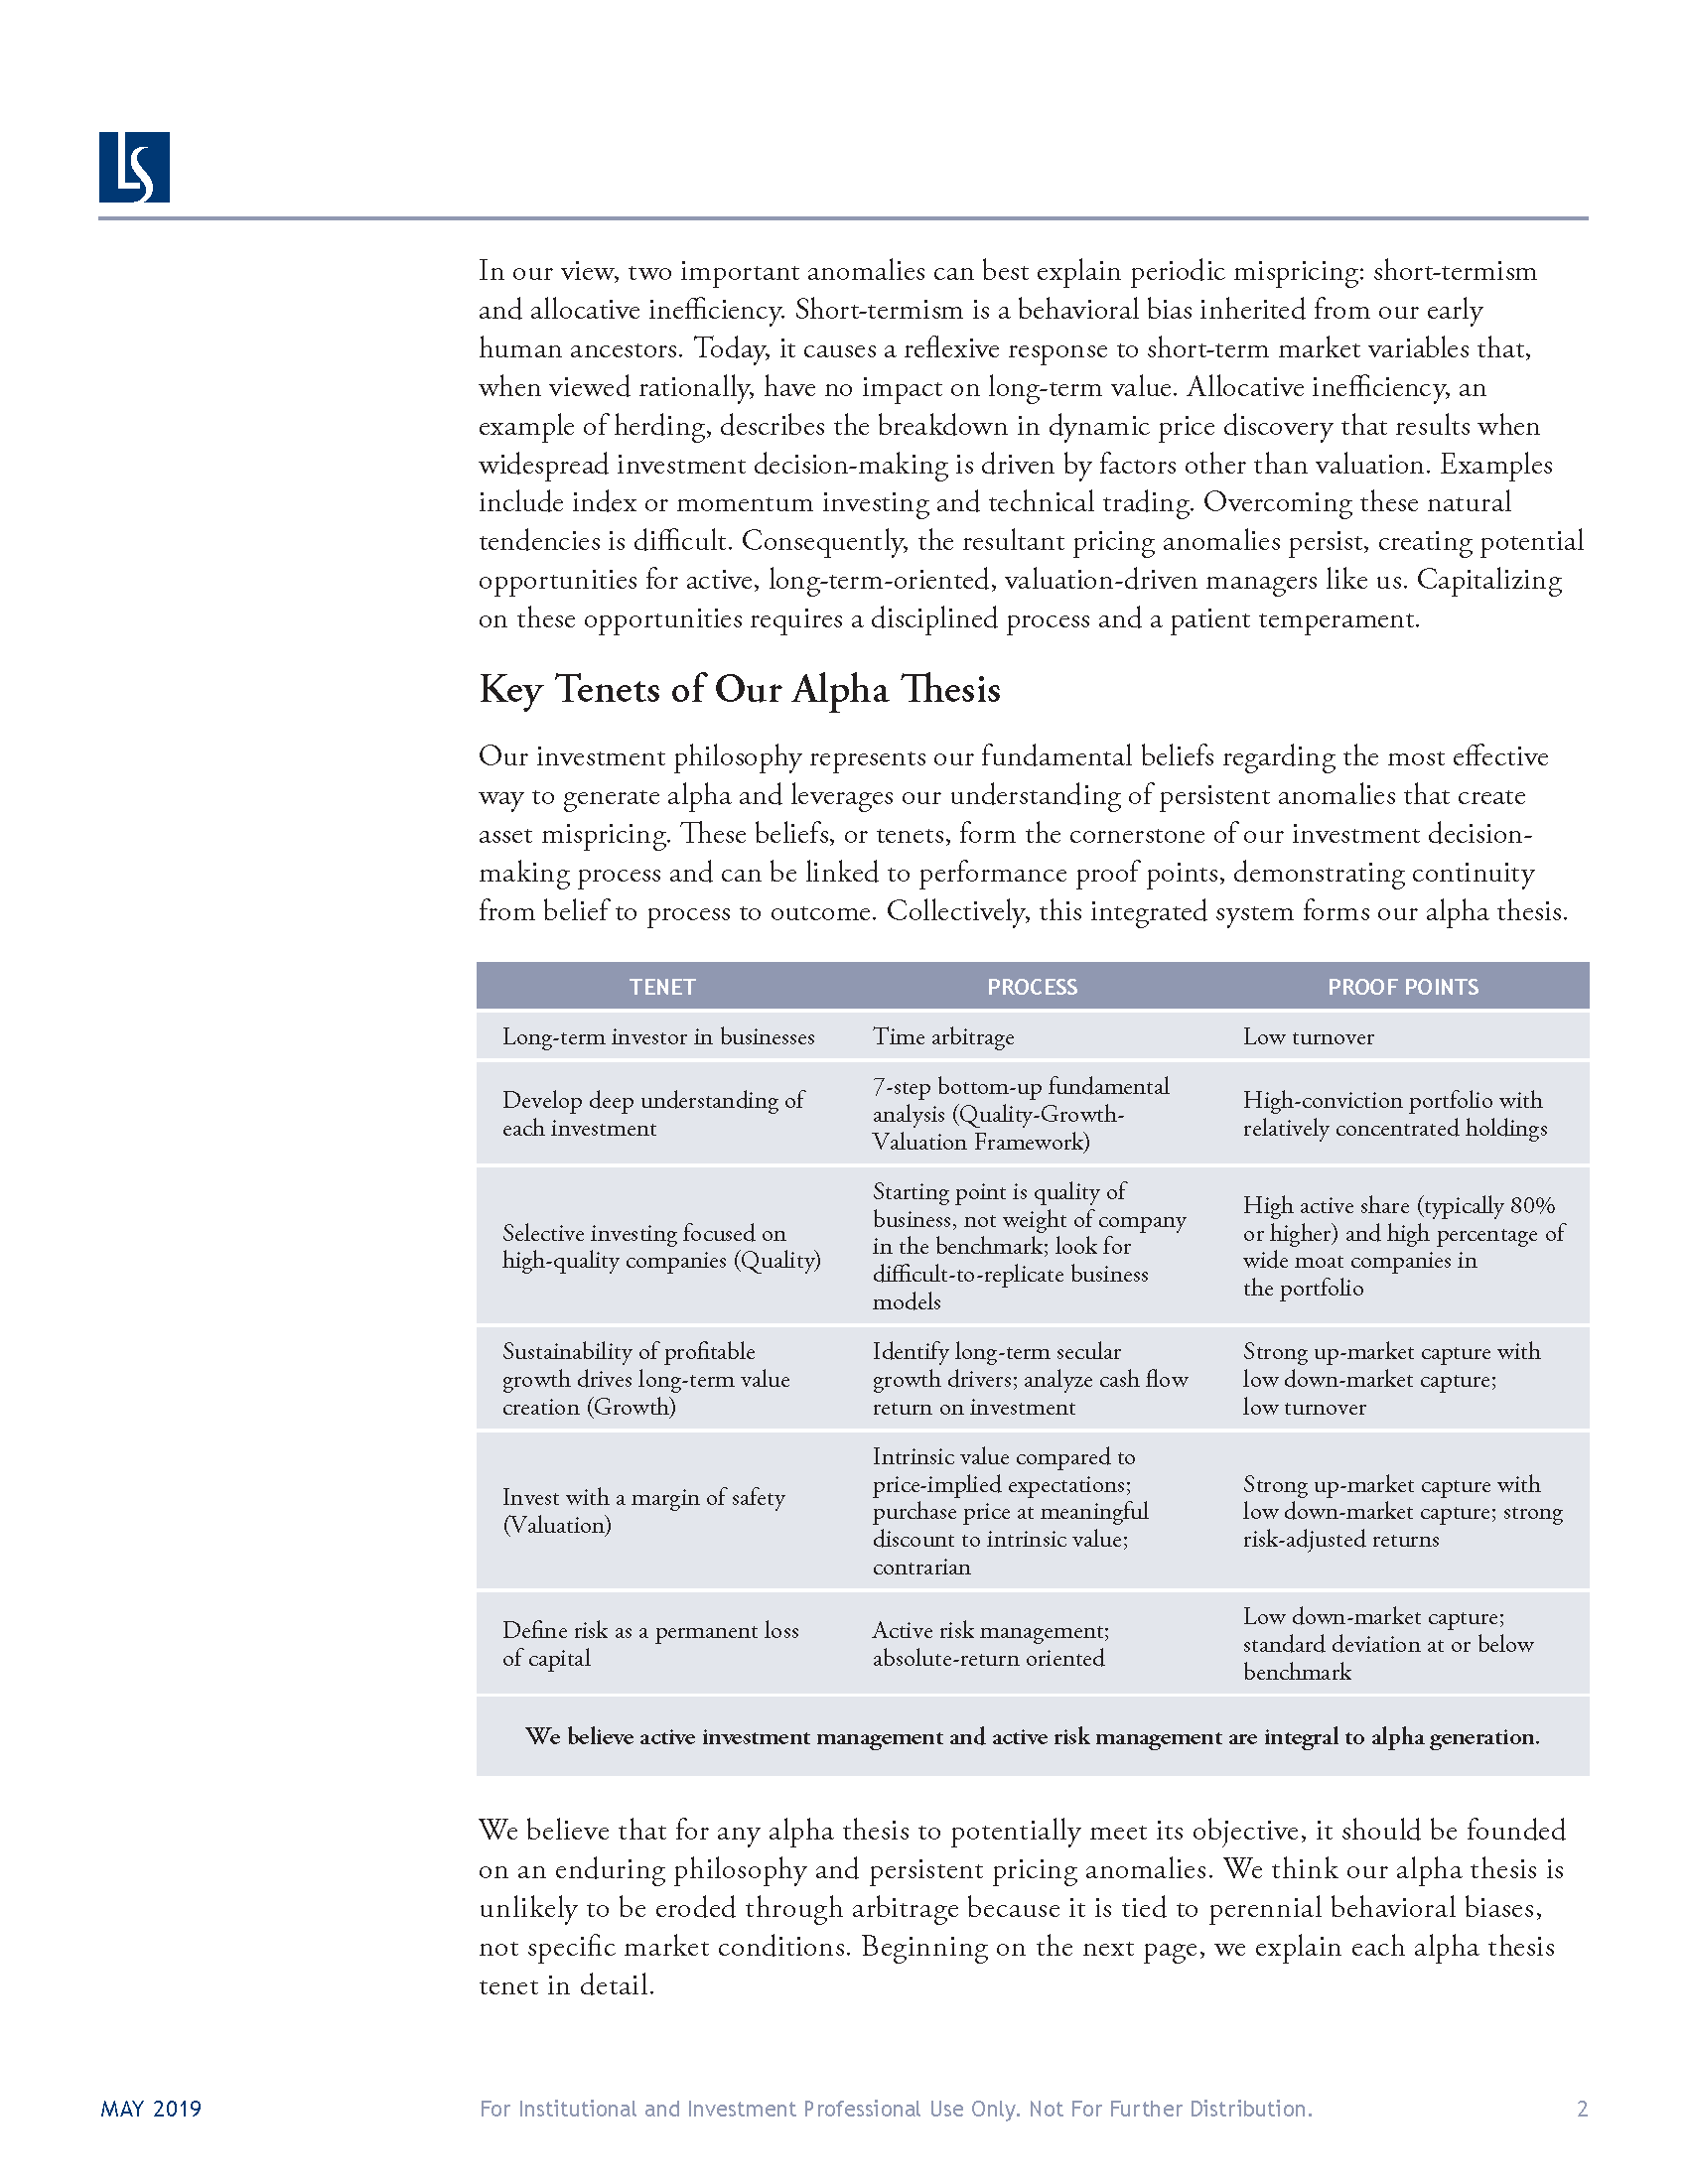 LS
In our view, two important anomalies can best explain periodic mispricing: short-termism
and allocative inefficiency. Short-termism is a behavioral bias inherited from our early
human ancestors. Today, it causes a reflexive response to short-term market variables that,
when viewed rationally, have no impact on long-term value. Allocative inefficiency, an
example of herding, describes the breakdown in dynamic price discovery that results when
widespread investment decision-making is driven by factors other than valuation. Examples
include index or momentum investing and technical trading. Overcoming these natural
tendencies is difficult. Consequently, the resultant pricing anomalies persist, creating potential
opportunities for active, long-term-oriented, valuation-driven managers like us. Capitalizing
on these opportunities requires a disciplined process and a patient temperament.
Key Tenets of Our Alpha Thesis
Our investment philosophy represents our fundamental beliefs regarding the most effective
way to generate alpha and leverages our understanding of persistent anomalies that create
asset mispricing. These beliefs, or tenets, form the cornerstone of our investment decision-
making process and can be linked to performance proof points, demonstrating continuity
from belief to process to outcome. Collectively, this integrated system forms our alpha thesis.
TENET
PROCESS
PROOF POINTS
Long-term investor in businesses
Time arbitrage
Low turnover
Develop deep understanding of
each investment
7-step bottom-up fundamental
analysis (Quality-Growth-
Valuation Framework)
High-conviction portfolio with
relatively concentrated holdings
Selective investing focused on
high-quality companies (Quality)
Starting point is quality of
business, not weight of company
in the benchmark; look for
difficult-to-replicate business
models
High active share (typically 80%
or higher) and high percentage of
wide moat companies in
the portfolio
Sustainability of profitable
growth drives long-term value
creation (Growth)
Identify long-term secular
growth drivers; analyze cash flow
return on investment
Strong up-market capture with
low down-market capture;
low turnover
Invest with a margin of safety
(Valuation)
Intrinsic value compared to
price-implied expectations;
purchase price at meaningful
discount to intrinsic value;
contrarian
Strong up-market capture with
low down-market capture; strong
risk-adjusted returns
Define risk as a permanent loss
of capital
Active risk management;
absolute-return oriented
Low down-market capture;
standard deviation at or below
benchmark
We believe active investment management and active risk management are integral to alpha generation.
We believe that for any alpha thesis to potentially meet its objective, it should be founded
on an enduring philosophy and persistent pricing anomalies. We think our alpha thesis is
unlikely to be eroded through arbitrage because it is tied to perennial behavioral biases,
not specific market conditions. Beginning on the next page, we explain each alpha thesis
tenet in detail.
MAY 2019
For Institutional and Investment Professional Use Only. Not For Further Distribution.
2